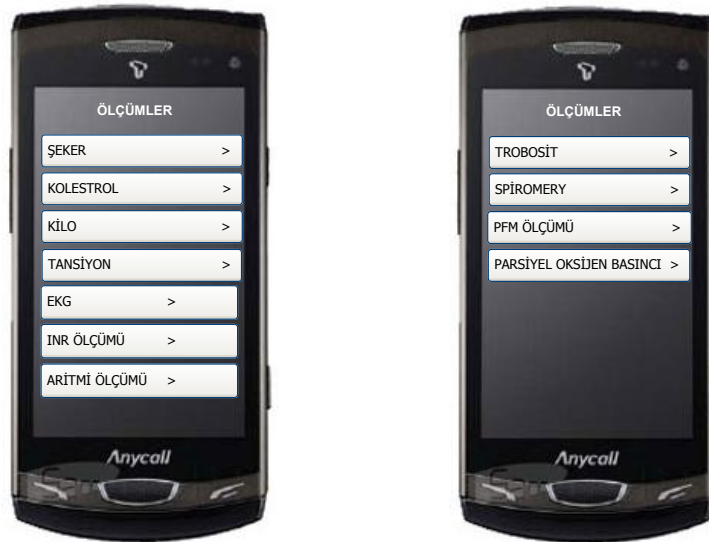 ÖLÇÜMLER
ŞEKER >
KOLESTROL >
KİLO >
TANSİYON >
EKG >
INR ÖLÇÜMÜ >
ARİTMİ ÖLÇÜMÜ >
Anycall
ÖLÇÜMLER
TROBOSİT >
SPİROMERY >
PFM ÖLÇÜMÜ >
PARSİYEL OKSİJEN BASINCI >
Anycall